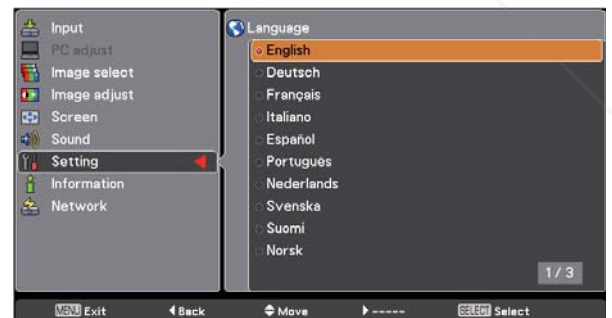 Input
PC adjust
Image select
Image adjust
Screen
Sound
Setting
Information
Network
Language
English
Deutsch
Français
Italiano
Español
Português
Nederlands
Svenska
Suomi
Norsk
1 / 3
MENU Exit Back Move ----- SELECT Select